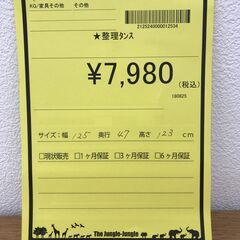 KG/家具その他 その他
2125240000012534
★整理ﾀﾝｽ
¥7,980
(税込)
180825
サイズ:幅 125 奥行 47 高さ 123 cm
□現状販売 □1ヶ月保証 □3ヶ月保証 □6ヶ月保証
The Jungle-Jungle